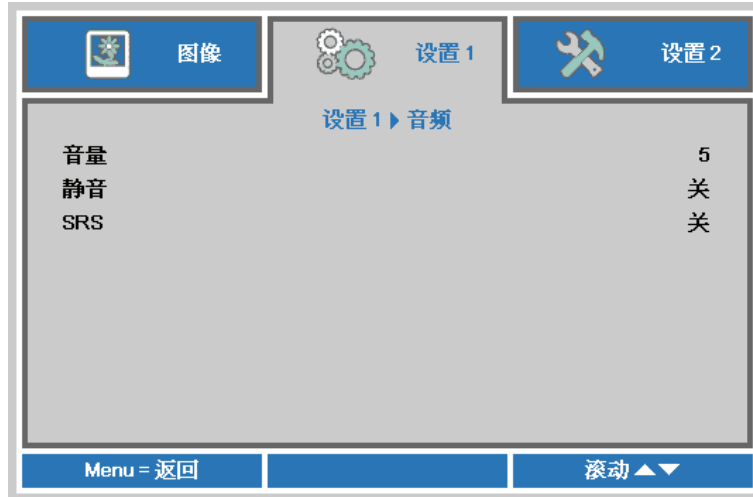 图像 设置 1 设置 2
设置 1 ▶ 音频
音量 5
静音 关
SRS 关
Menu = 返回 滚动 ▲▼